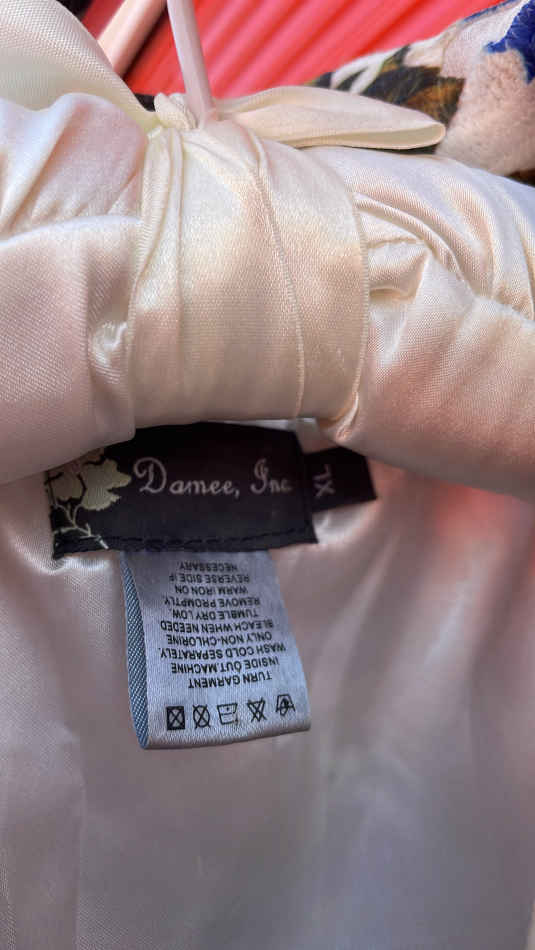 Damee, Inc
XL
TURN GARMENT
INSIDE OUT.MACHINE
WASH COLD SEPARATELY.
ONLY NON-CHLORINE
BLEACH WHEN NEEDED
TUMBLE DRY LOW
REMOVE PROMPTLY.
WARM IRON ON
REVERSE SIDE IF
NECESSARY